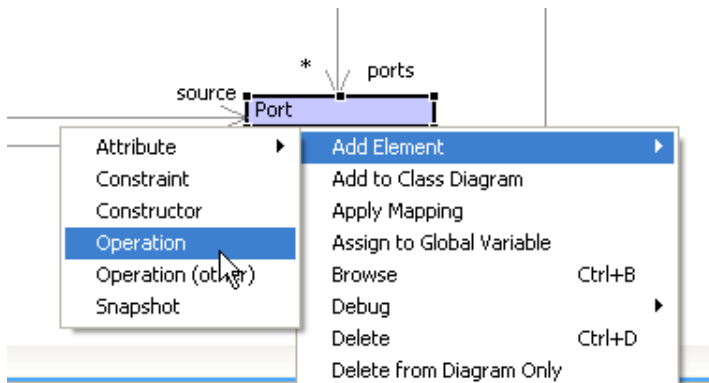 * ports
source
Port
Attribute
Constraint
Constructor
Operation
Operation (other)
Snapshot
Add Element
Add to Class Diagram
Apply Mapping
Assign to Global Variable
Browse Ctrl+B
Debug
Delete Ctrl+D
Delete from Diagram Only